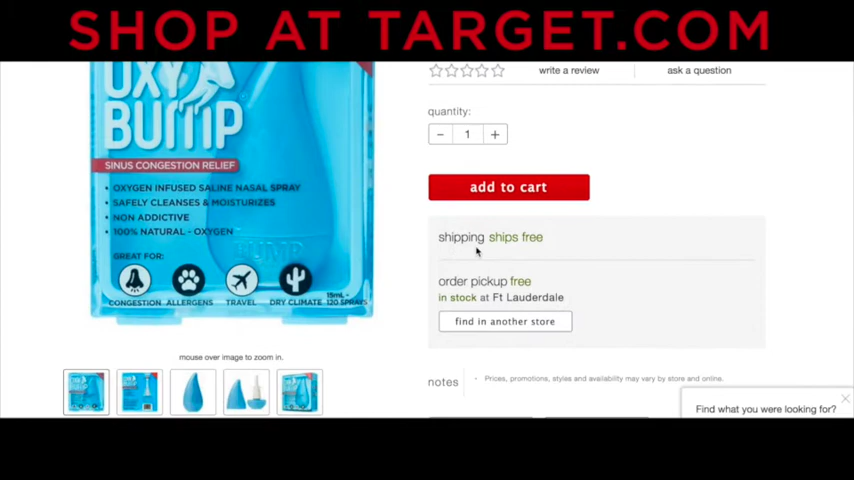 SHOP AT TARGET.COM
OXY
BUMP
SINUS CONGESTION RELIEF
• OXYGEN INFUSED SALINE NASAL SPRAY
• SAFELY CLEANSES & MOISTURIZES
• NON ADDICTIVE
• 100% NATURAL - OXYGEN
BUMP
GREAT FOR:
CONGESTION ALLERGENS TRAVEL DRY CLIMATE
15mL -
120 SPRAYS
mouse over image to zoom in.
write a review
ask a question
quantity:
− 1 +
add to cart
shipping ships free
order pickup free
in stock at Ft Lauderdale
find in another store
notes
• Prices, promotions, styles and availability may vary by store and online.
Find what you were looking for?